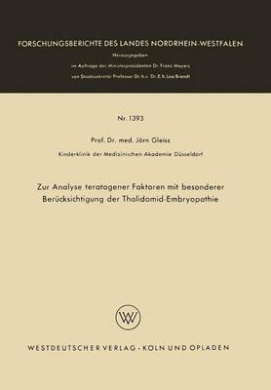 FORSCHUNGSBERICHTE DES LANDES NORDRHEIN-WESTFALEN
Herausgegeben
im Auftrage des Ministerpräsidenten Dr. Franz Meyers
von Staatssekretär Professor Dr. h. c. Dr. E. h. Leo Brandt
Nr. 1393
Prof. Dr. med. Jörn Gleiss
Kinderklinik der Medizinischen Akademie Düsseldorf
Zur Analyse teratogener Faktoren mit besonderer
Berücksichtigung der Thalidomid-Embryopathie
WESTDEUTSCHER VERLAG · KÖLN UND OPLADEN